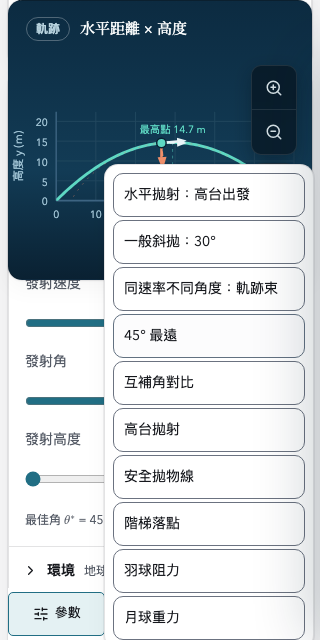 軌跡 水平距離 × 高度
最高點 14.7 m
高度 y (m)
20
15
10
5
0
0 10
水平拋射：高台出發
一般斜拋：30°
同速率不同角度：軌跡束
45° 最遠
互補角對比
高台拋射
安全拋物線
階梯落點
羽球阻力
月球重力
發射速度
發射角
發射高度
最佳角 θ* = 45
環境 地球
參數